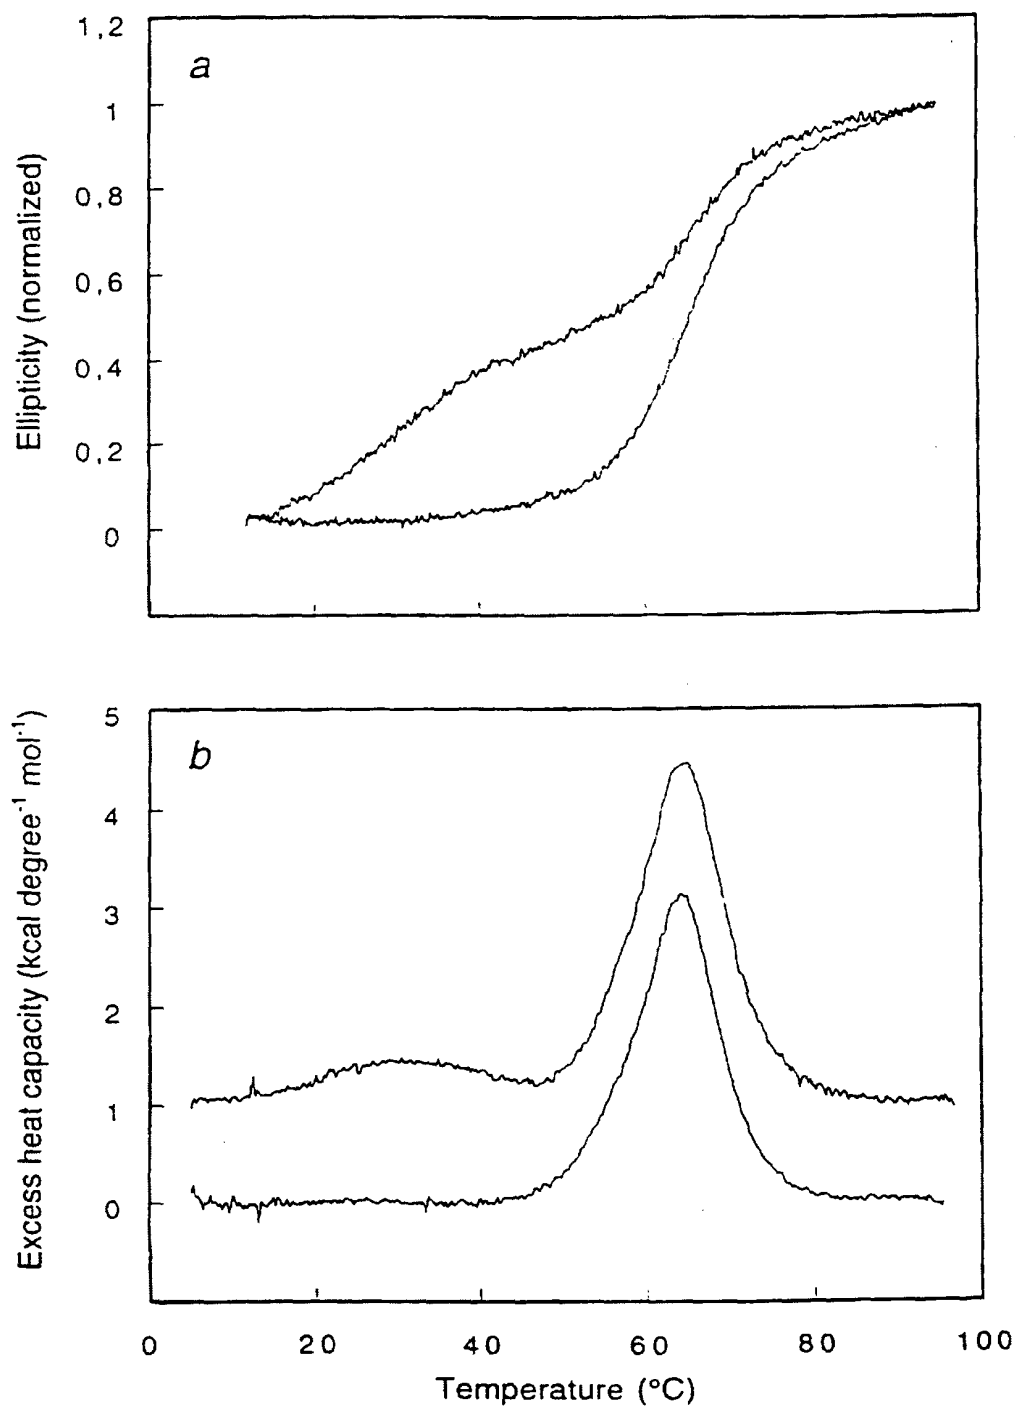 a
1,2
1
0,8
0,6
0,4
0,2
0
Ellipticity (normalized)
b
5
4
3
2
1
0
Excess heat capacity (kcal degree⁻¹ mol⁻¹)
0 20 40 60 80 100
Temperature (°C)